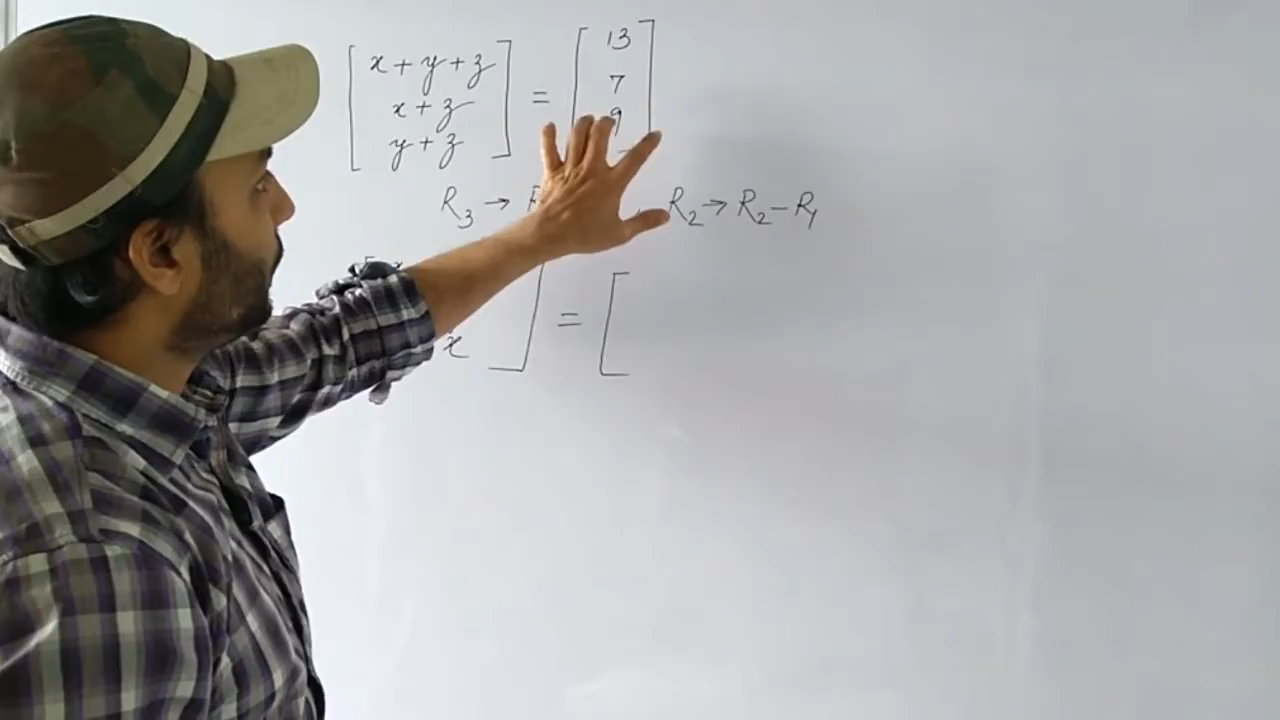 x+y+z 13
x+z = 7
y+z 9
R₃ → R₂ → R₂ – R₁
=
x